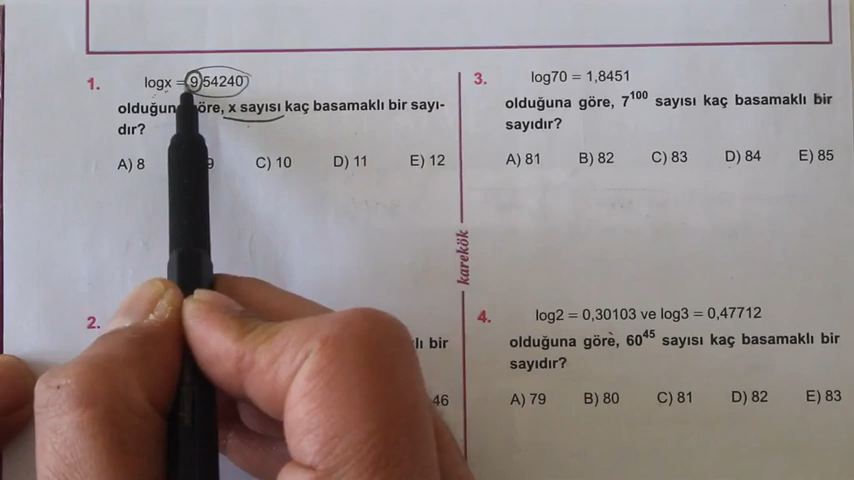 1.
logx = 9 54240
olduğun göre, x sayısı kaç basamaklı bir sayı-
dır?
A) 8 9 C) 10 D) 11 E) 12
2.
lı bir
46
karekök
3.
log70 = 1,8451
olduğuna göre, 7¹⁰⁰ sayısı kaç basamaklı bir
sayıdır?
A) 81 B) 82 C) 83 D) 84 E) 85
4.
log2 = 0,30103 ve log3 = 0,47712
olduğuna göre, 60⁴⁵ sayısı kaç basamaklı bir
sayıdır?
A) 79 B) 80 C) 81 D) 82 E) 83